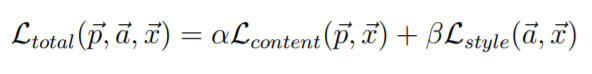 ℒ_total(p⃗, a⃗, x⃗) = αℒ_content(p⃗, x⃗) + βℒ_style(a⃗, x⃗)